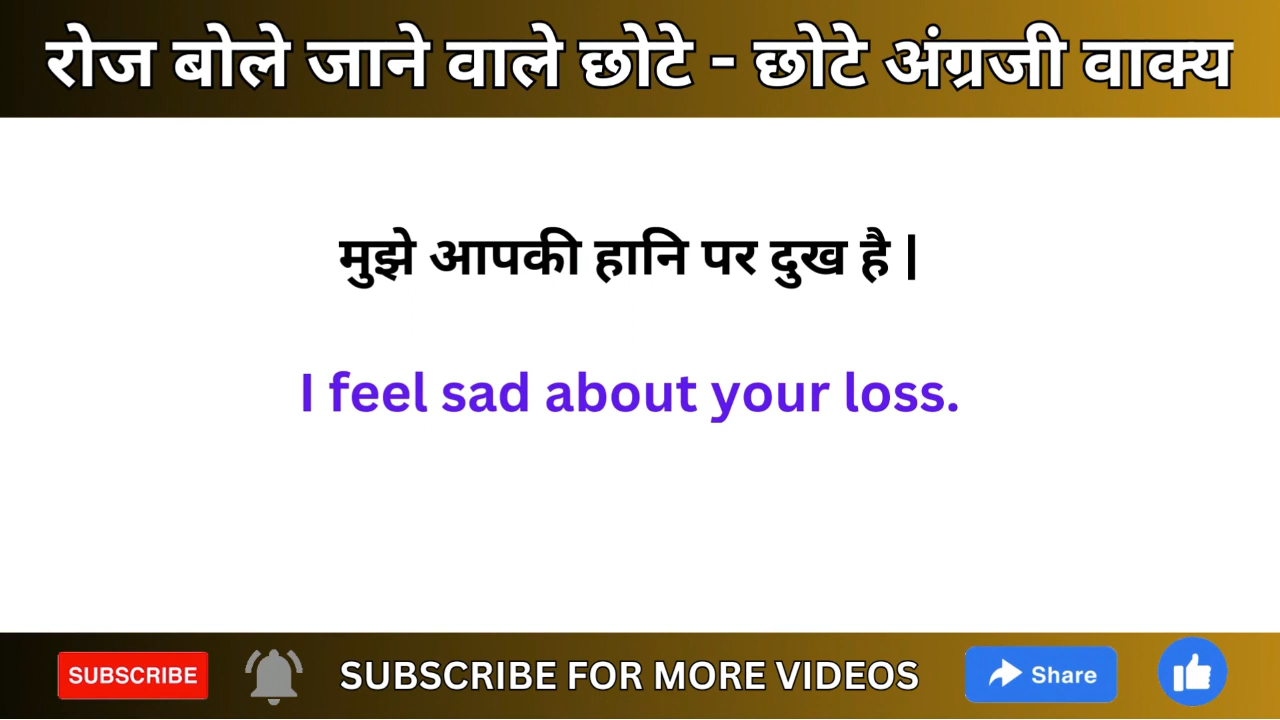 रोज बोले जाने वाले छोटे - छोटे अंग्रजी वाक्य
मुझे आपकी हानि पर दुख है |
I feel sad about your loss.
SUBSCRIBE
SUBSCRIBE FOR MORE VIDEOS
Share